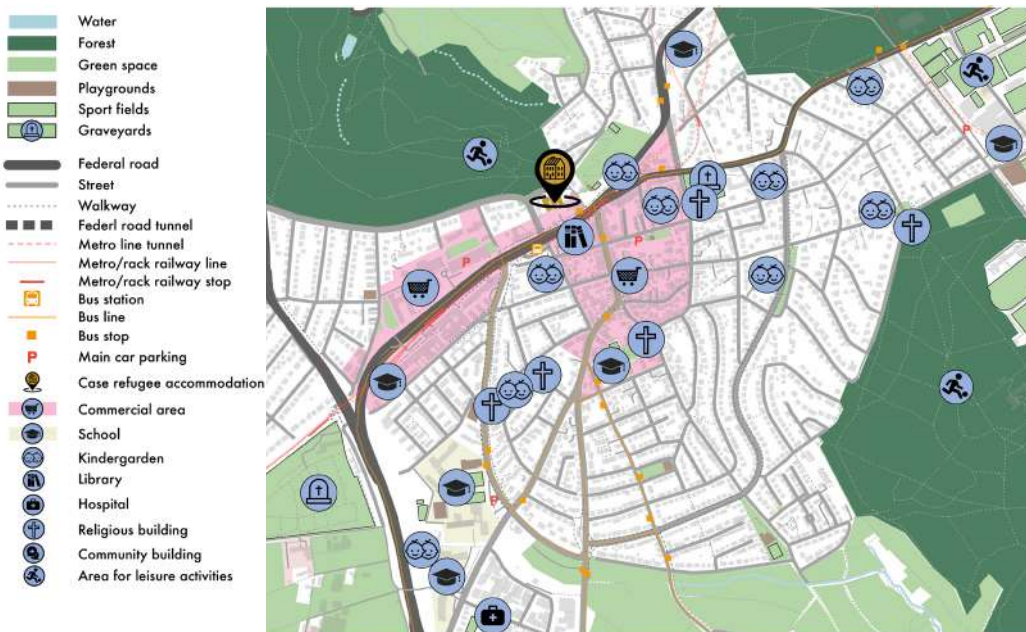 Water
Forest
Green space
Playgrounds
Sport fields
Graveyards
Federal road
Street
Walkway
Federl road tunnel
Metro line tunnel
Metro/rack railway line
Metro/rack railway stop
Bus station
Bus line
Bus stop
P Main car parking
Case refugee accommodation
Commercial area
School
Kindergarden
Library
Hospital
Religious building
Community building
Area for leisure activities
P
P
P
P